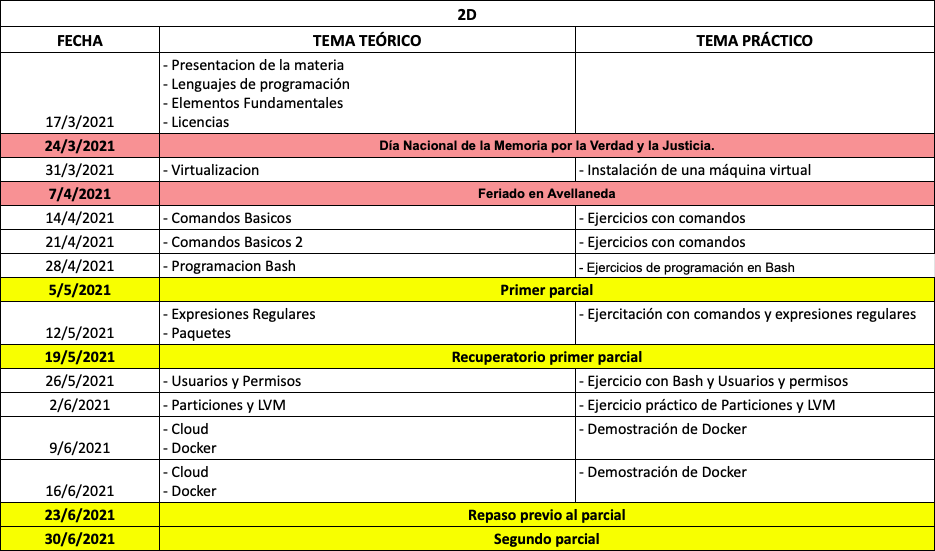 2D
FECHA TEMA TEÓRICO TEMA PRÁCTICO
- Presentacion de la materia
- Lenguajes de programación
- Elementos Fundamentales
17/3/2021 - Licencias
24/3/2021 Día Nacional de la Memoria por la Verdad y la Justicia.
31/3/2021 - Virtualizacion - Instalación de una máquina virtual
7/4/2021 Feriado en Avellaneda
14/4/2021 - Comandos Basicos - Ejercicios con comandos
21/4/2021 - Comandos Basicos 2 - Ejercicios con comandos
28/4/2021 - Programacion Bash - Ejercicios de programación en Bash
5/5/2021 Primer parcial
- Expresiones Regulares - Ejercitación con comandos y expresiones regulares
12/5/2021 - Paquetes
19/5/2021 Recuperatorio primer parcial
26/5/2021 - Usuarios y Permisos - Ejercicio con Bash y Usuarios y permisos
2/6/2021 - Particiones y LVM - Ejercicio práctico de Particiones y LVM
- Cloud - Demostración de Docker
9/6/2021 - Docker
- Cloud - Demostración de Docker
16/6/2021 - Docker
23/6/2021 Repaso previo al parcial
30/6/2021 Segundo parcial